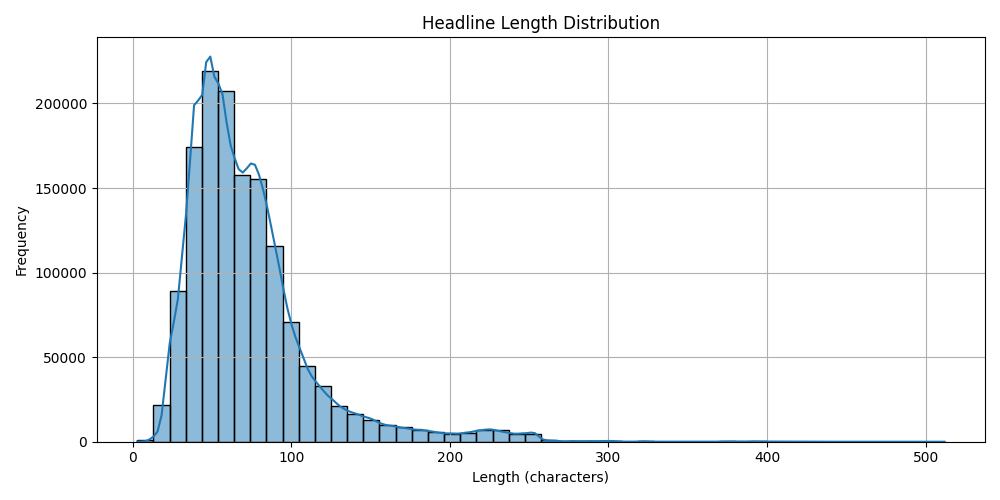 Headline Length Distribution
Frequency
200000
150000
100000
50000
0
0 100 200 300 400 500
Length (characters)